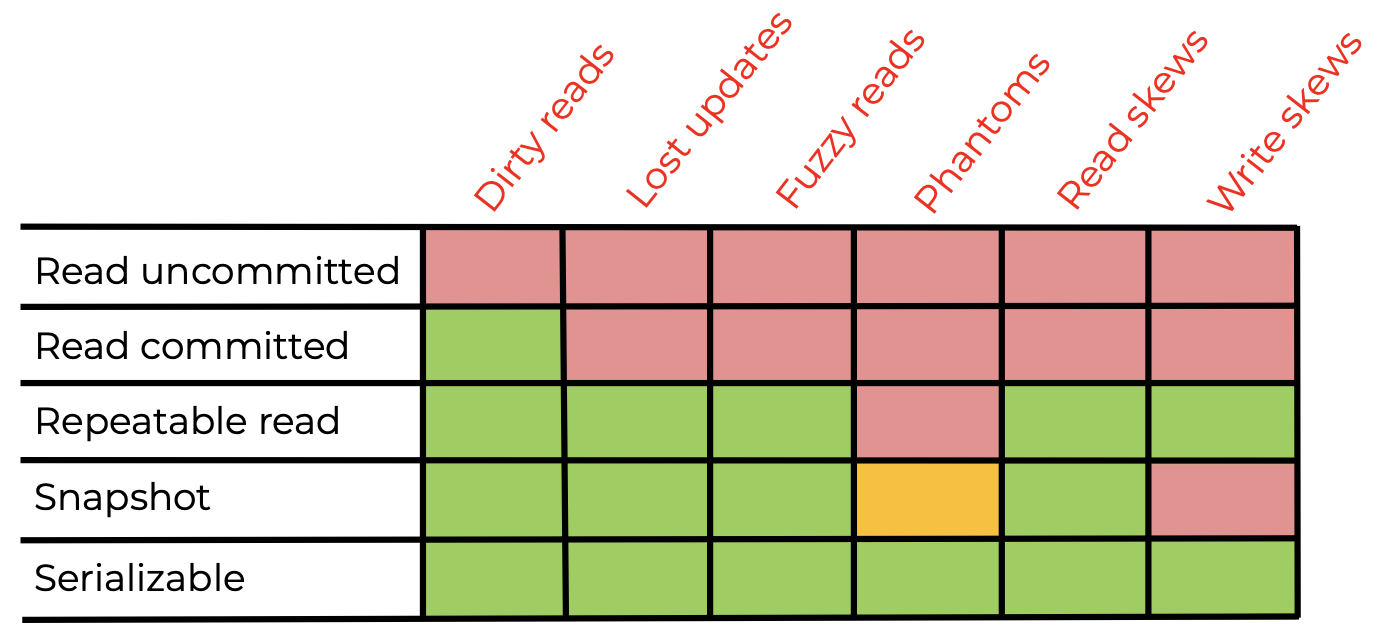 Dirty reads
Lost updates
Fuzzy reads
Phantoms
Read skews
Write skews
Read uncommitted
Read committed
Repeatable read
Snapshot
Serializable